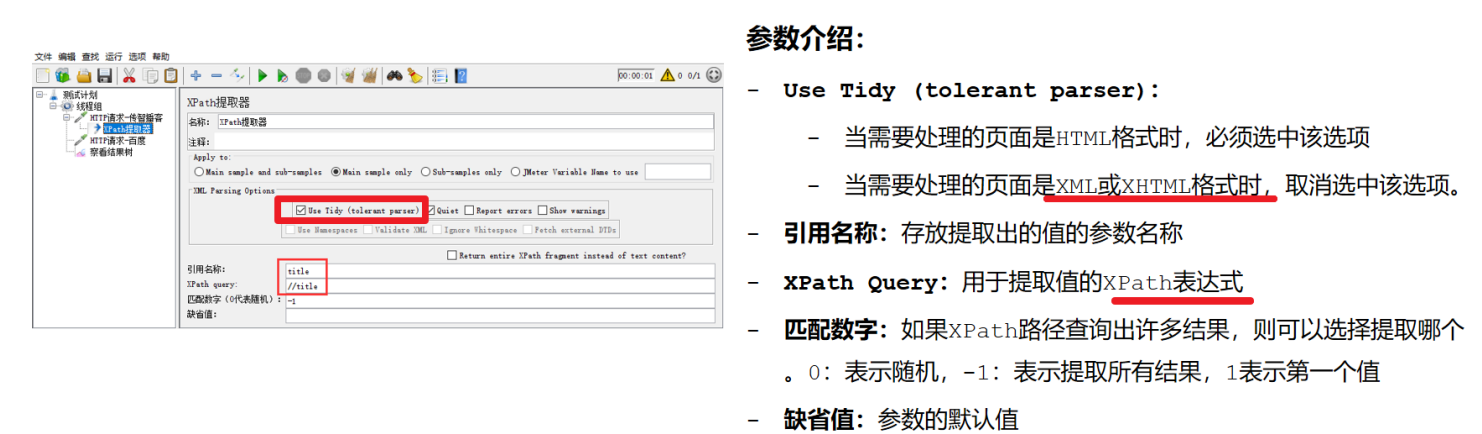 文件 编辑 查找 运行 选项 帮助
00:00:01 0 0/1
测试计划
线程组
HTTP请求-传智播客
XPath提取器
HTTP请求-百度
察看结果树
XPath提取器
名称: XPath提取器
注释:
Apply to:
Main sample and sub-samples Main sample only Sub-samples only JMeter Variable Name to use
XML Parsing Options
Use Tidy (tolerant parser) Quiet Report errors Show warnings
Use Namespaces Validate XML Ignore Whitespace Fetch external DTDs
Return entire XPath fragment instead of text content?
引用名称: title
XPath query: //title
匹配数字(0代表随机): -1
缺省值:
参数介绍:
- Use Tidy (tolerant parser):
- 当需要处理的页面是HTML格式时，必须选中该选项
- 当需要处理的页面是XML或XHTML格式时，取消选中该选项。
- 引用名称：存放提取出的值的参数名称
- XPath Query：用于提取值的XPath表达式
- 匹配数字：如果XPath路径查询出许多结果，则可以选择提取哪个
。0：表示随机，-1：表示提取所有结果，1表示第一个值
- 缺省值：参数的默认值